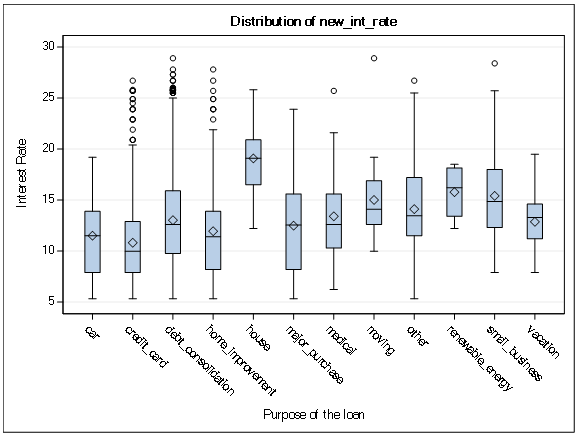 Distribution of new_int_rate
Interest Rate
30
25
20
15
10
5
car
credit_card
debt_consolidation
home_improvement
house
major_purchase
medical
moving
other
renewable_energy
small_business
vacation
Purpose of the loan